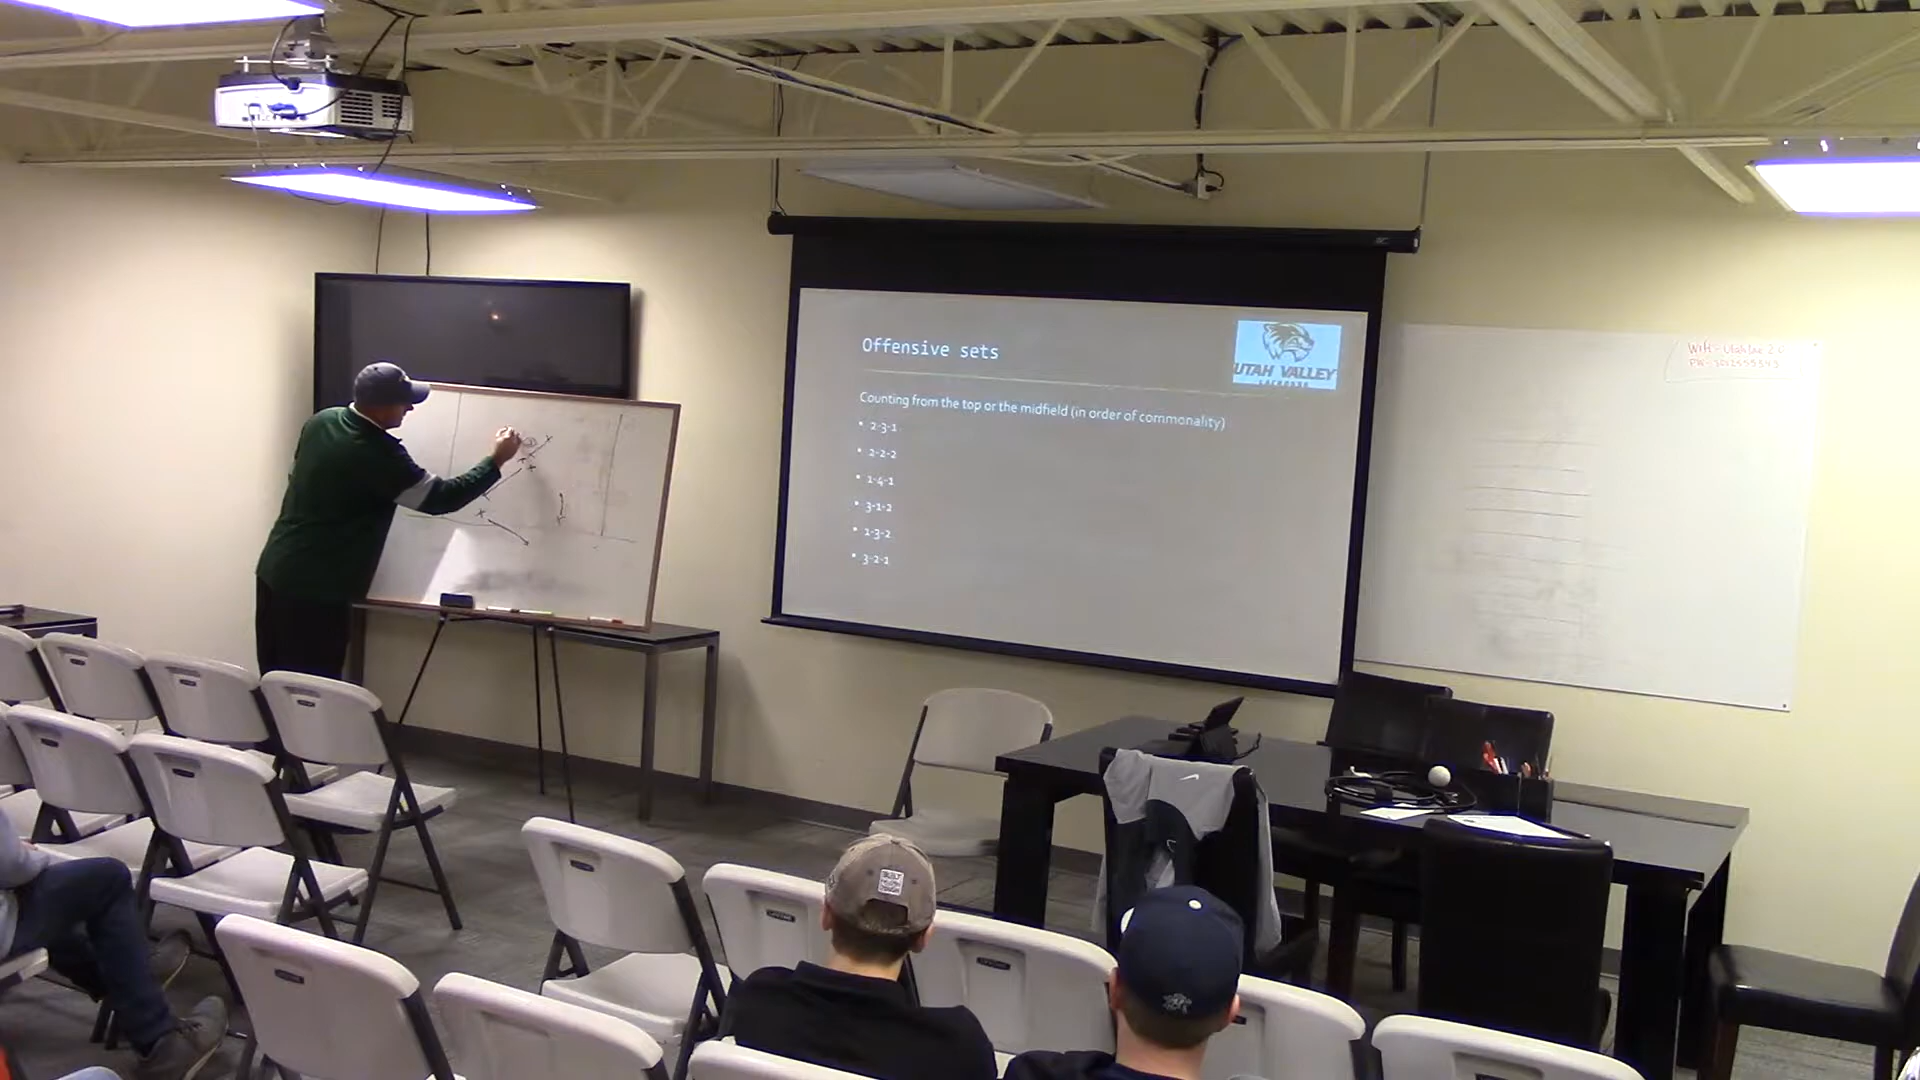 Offensive sets
UTAH VALLEY
Counting from the top or the midfield (in order of commonality)
2-3-1
2-2-2
1-4-1
3-1-2
1-3-2
3-2-1
BUILT